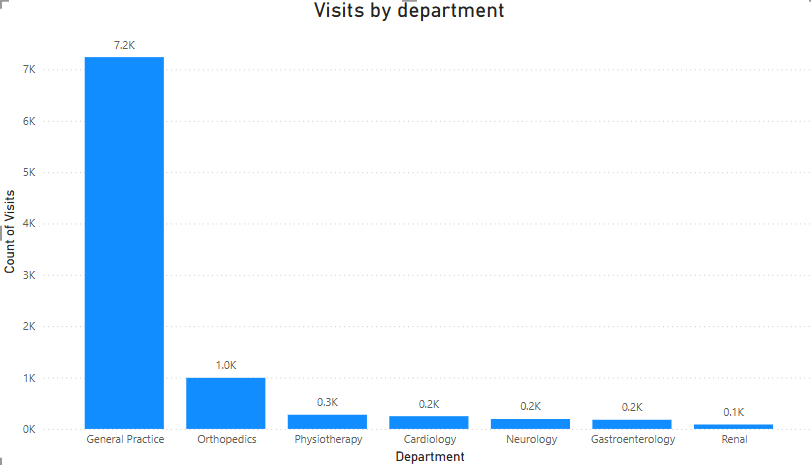 Visits by department
7.2K
7K
6K
5K
4K
3K
2K
1K
0K
Count of Visits
1.0K
0.3K
0.2K
0.2K
0.2K
0.1K
General Practice
Orthopedics
Physiotherapy
Cardiology
Neurology
Gastroenterology
Renal
Department